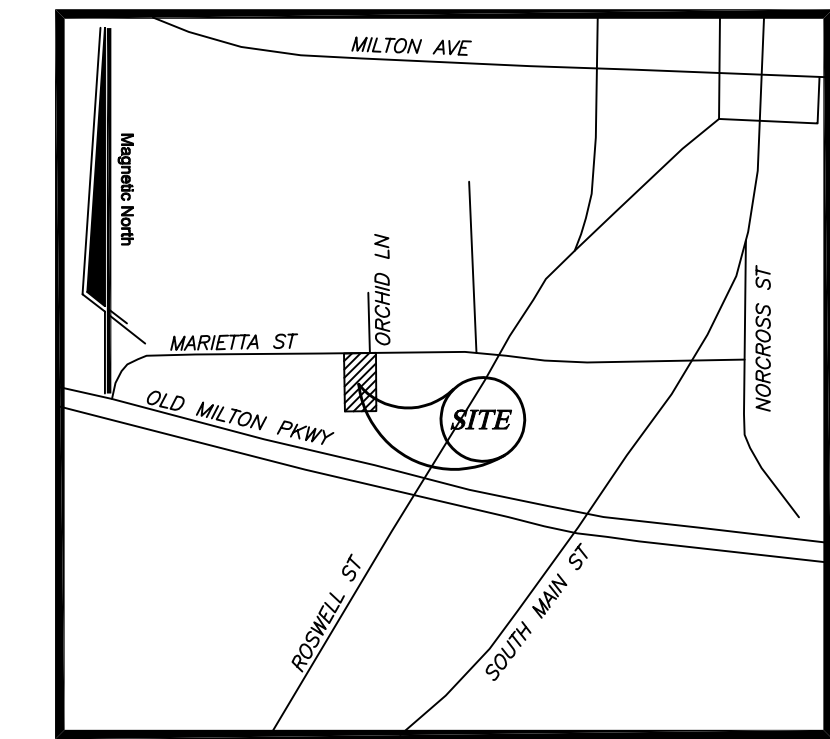 MILTON AVE
Magnetic North
ORCHID LN
MARIETTA ST
NORCROSS ST
OLD MILTON PKWY
SITE
ROSWELL ST
SOUTH MAIN ST